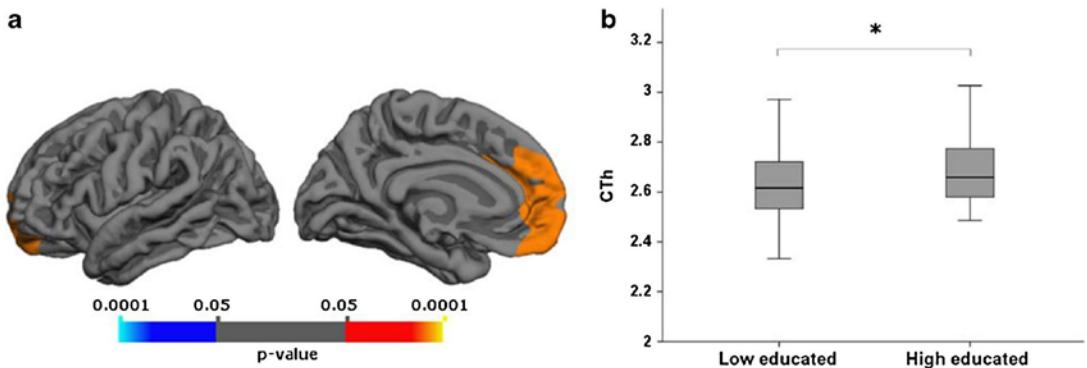 a
0.0001 0.05 0.05 0.0001
p-value
b
*
CTh
3.2
3
2.8
2.6
2.4
2.2
2
Low educated High educated